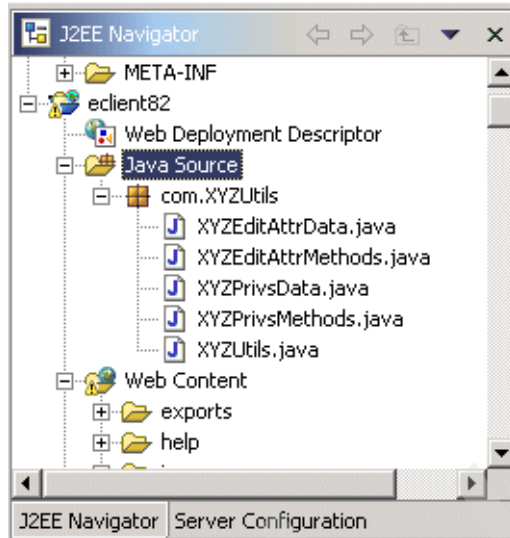 J2EE Navigator
META-INF
eclient82
Web Deployment Descriptor
Java Source
com.XYZUtils
XYZEditAttrData.java
XYZEditAttrMethods.java
XYZPrivsData.java
XYZPrivsMethods.java
XYZUtils.java
Web Content
exports
help
J2EE Navigator Server Configuration